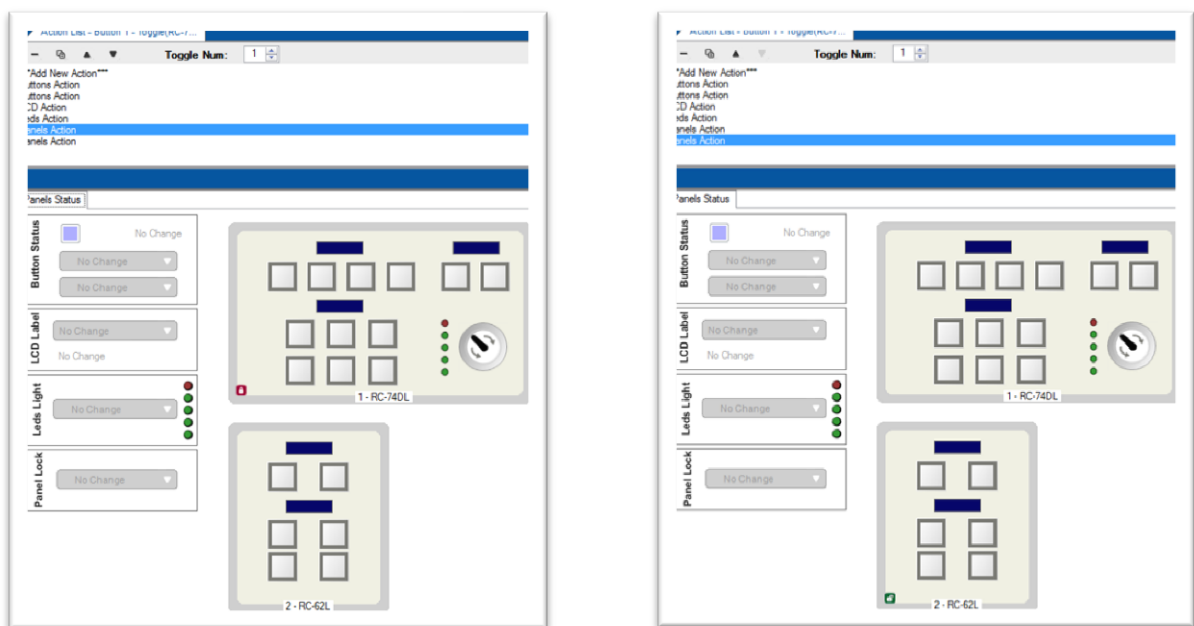 Action List - Button 1 - Toggle(RC-7...
Toggle Num: 1
"Add New Action"""
ttons Action
ttons Action
CD Action
eds Action
anels Action
anels Action
Panels Status
Button Status
No Change
No Change
No Change
LCD Label
No Change
No Change
Leds Light
No Change
Panel Lock
No Change
1 - RC-74DL
2 - RC-62L
Action List - Button 1 - Toggle(RC-7...
Toggle Num: 1
"Add New Action"""
ttons Action
uttons Action
CD Action
eds Action
anels Action
anels Action
Panels Status
Button Status
No Change
No Change
No Change
LCD Label
No Change
No Change
Leds Light
No Change
Panel Lock
No Change
1 - RC-74DL
2 - RC-62L